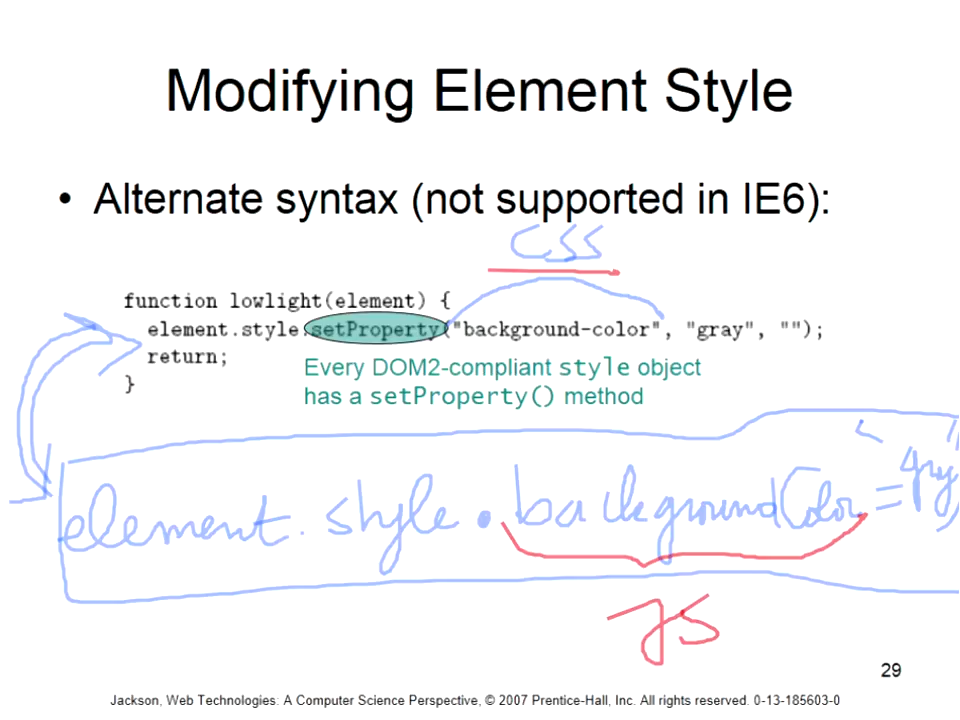 Modifying Element Style
• Alternate syntax (not supported in IE6):
CSS
function lowlight(element) {
element.style.setProperty("background-color", "gray", "");
return;
}
Every DOM2-compliant style object
has a setProperty() method
element.style.backgroundColor = "gray"
JS
29
Jackson, Web Technologies: A Computer Science Perspective, © 2007 Prentice-Hall, Inc. All rights reserved. 0-13-185603-0